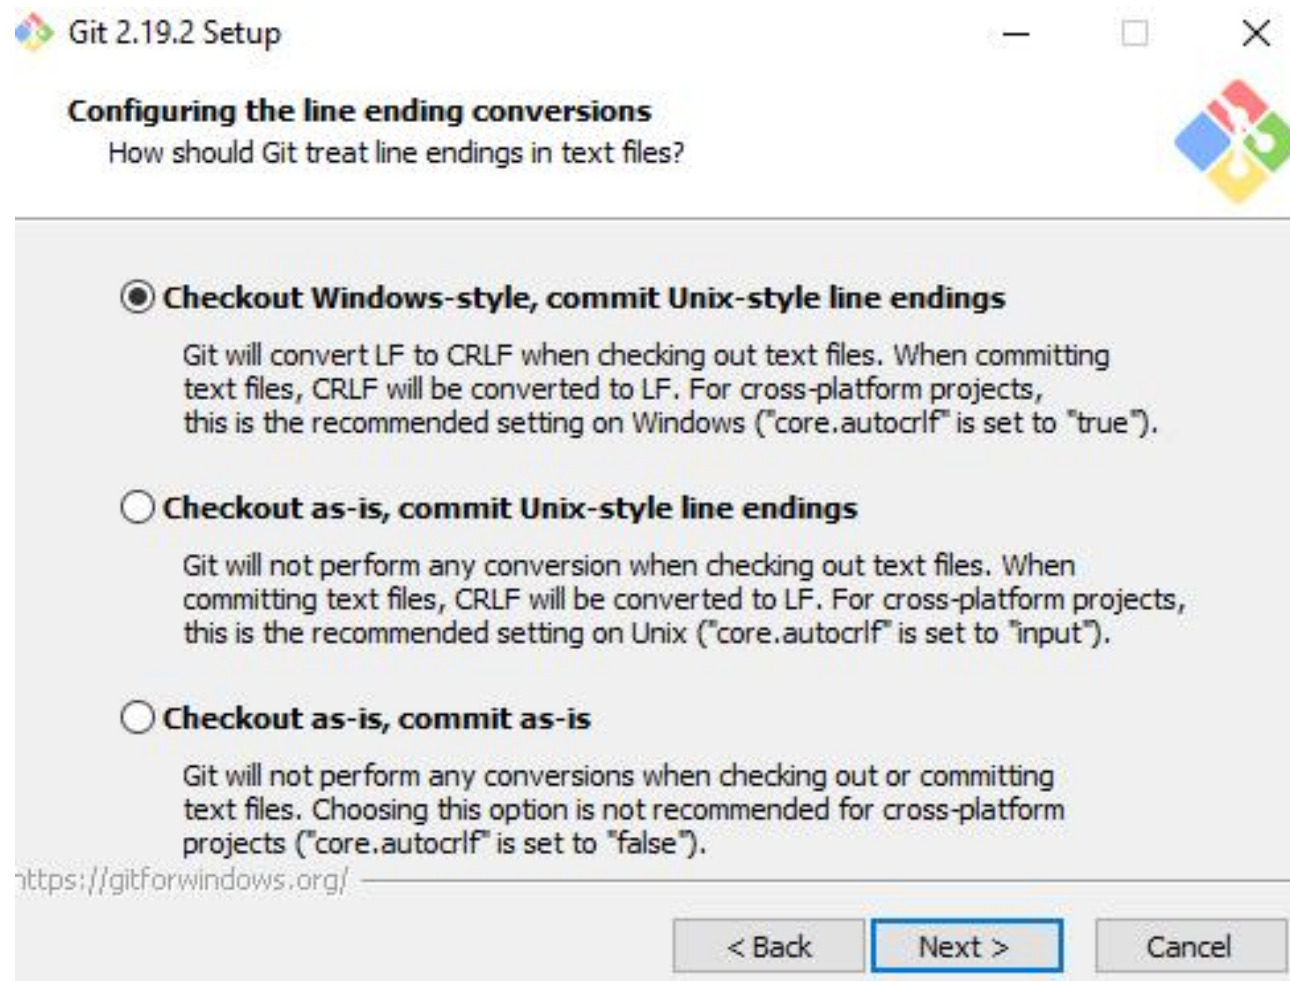 Git 2.19.2 Setup
Configuring the line ending conversions
How should Git treat line endings in text files?
Checkout Windows-style, commit Unix-style line endings
Git will convert LF to CRLF when checking out text files. When committing
text files, CRLF will be converted to LF. For cross-platform projects,
this is the recommended setting on Windows ("core.autocrlf" is set to "true").
Checkout as-is, commit Unix-style line endings
Git will not perform any conversion when checking out text files. When
committing text files, CRLF will be converted to LF. For cross-platform projects,
this is the recommended setting on Unix ("core.autocrlf" is set to "input").
Checkout as-is, commit as-is
Git will not perform any conversions when checking out or committing
text files. Choosing this option is not recommended for cross-platform
projects ("core.autocrlf" is set to "false").
https://gitforwindows.org/
< Back Next > Cancel